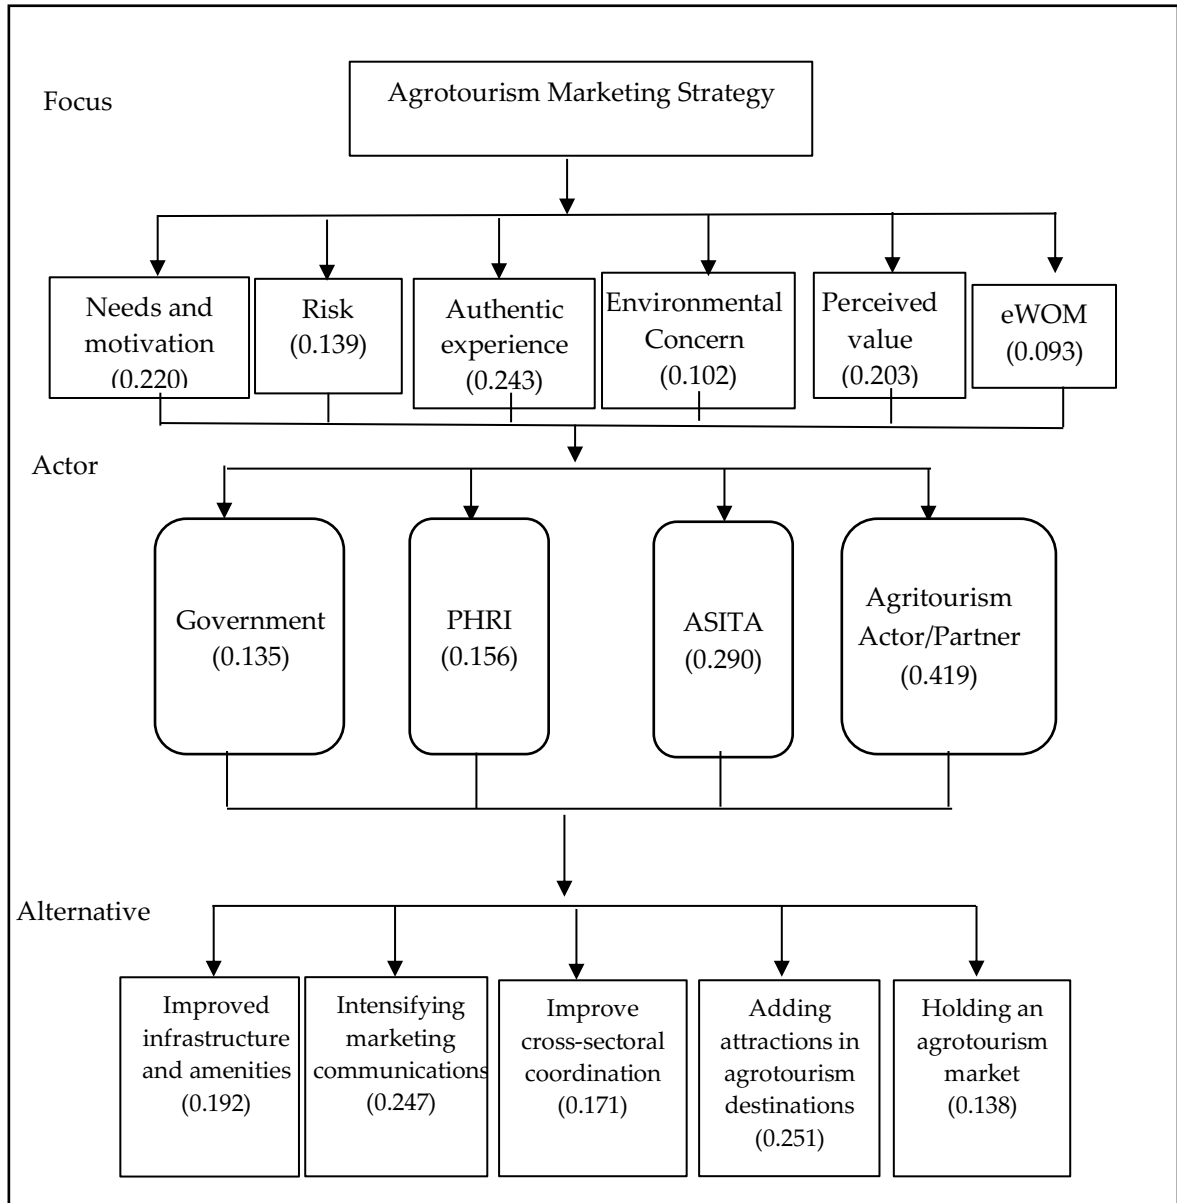 Focus
Agrotourism Marketing Strategy
Needs and
motivation
(0.220)
Risk
(0.139)
Authentic
experience
(0.243)
Environmental
Concern
(0.102)
Perceived
value
(0.203)
eWOM
(0.093)
Actor
Government
(0.135)
PHRI
(0.156)
ASITA
(0.290)
Agritourism
Actor/Partner
(0.419)
Alternative
Improved
infrastructure
and amenities
(0.192)
Intensifying
marketing
communications
(0.247)
Improve
cross-sectoral
coordination
(0.171)
Adding
attractions in
agrotourism
destinations
(0.251)
Holding an
agrotourism
market
(0.138)